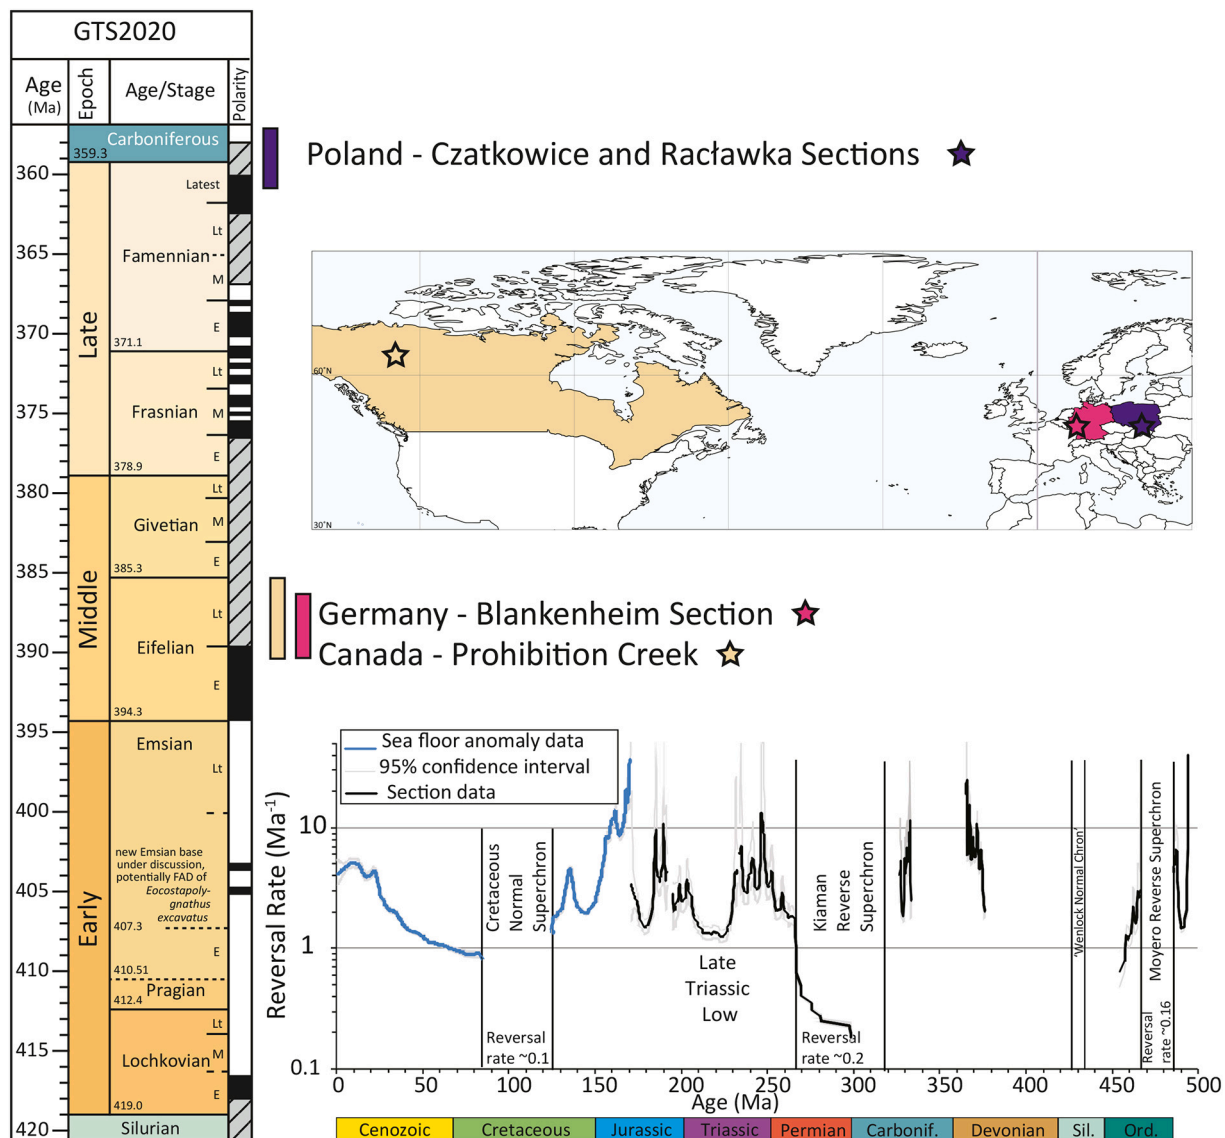 GTS2020
Age
(Ma)
Epoch
Age/Stage
Polarity
Carboniferous
359.3
360
Latest
Lt
365
Famennian
M
370
Late
E
371.1
Lt
Frasnian
M
375
E
378.9
380
Lt
Givetian
M
E
385
385.3
Middle
Lt
Eifelian
390
E
394.3
395
Emsian
Lt
400
new Emsian base
under discussion,
potentially FAD of
Eocostapoly-
gnathus
excavatus
405
407.3
Early
E
410
410.51
Pragian
412.4
Lt
Lochkovian
M
415
E
419.0
420
Silurian
Poland - Czatkowice and Racławka Sections
60°N
30°N
Germany - Blankenheim Section
Canada - Prohibition Creek
Sea floor anomaly data
95% confidence interval
Section data
Reversal Rate (Ma-1)
10
1
0.1
Cretaceous
Normal
Superchron
Reversal
rate ~0.1
Late
Triassic
Low
Kiaman
Reverse
Superchron
Reversal
rate ~0.2
'Wenlock Normal Chron'
Moyero Reverse Superchron
Reversal
rate ~0.16
0 50 100 150 200 250 300 350 400 450 500
Age (Ma)
Cenozoic Cretaceous Jurassic Triassic Permian Carbonif. Devonian Sil. Ord.